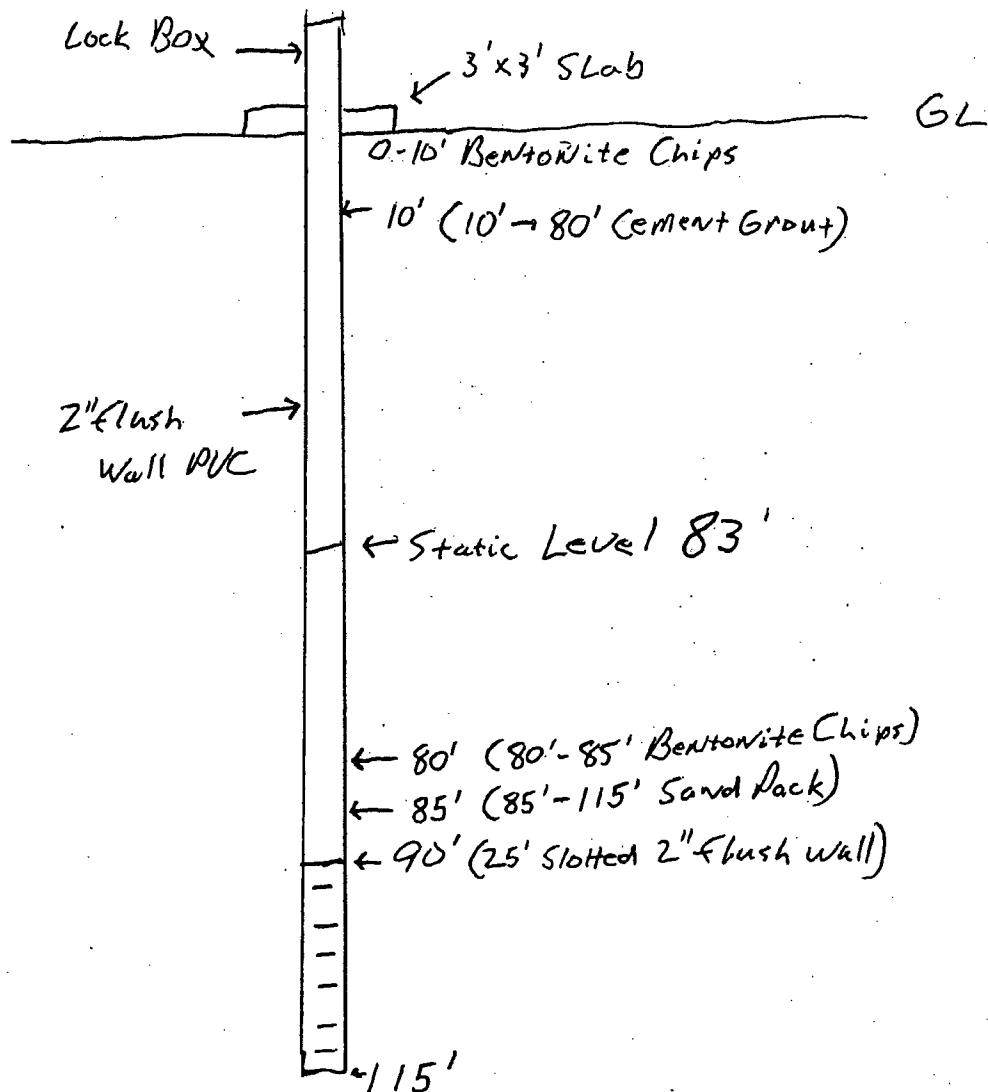 Lock Box
3'x3' SLab
GL
0-10' Bentonite Chips
10' (10'→80' Cement Grout)
2" flush
Wall PVC
Static Level 83'
80' (80'-85' Bentonite Chips)
85' (85'-115' Sand Pack)
90' (25' Slotted 2" flush wall)
115'